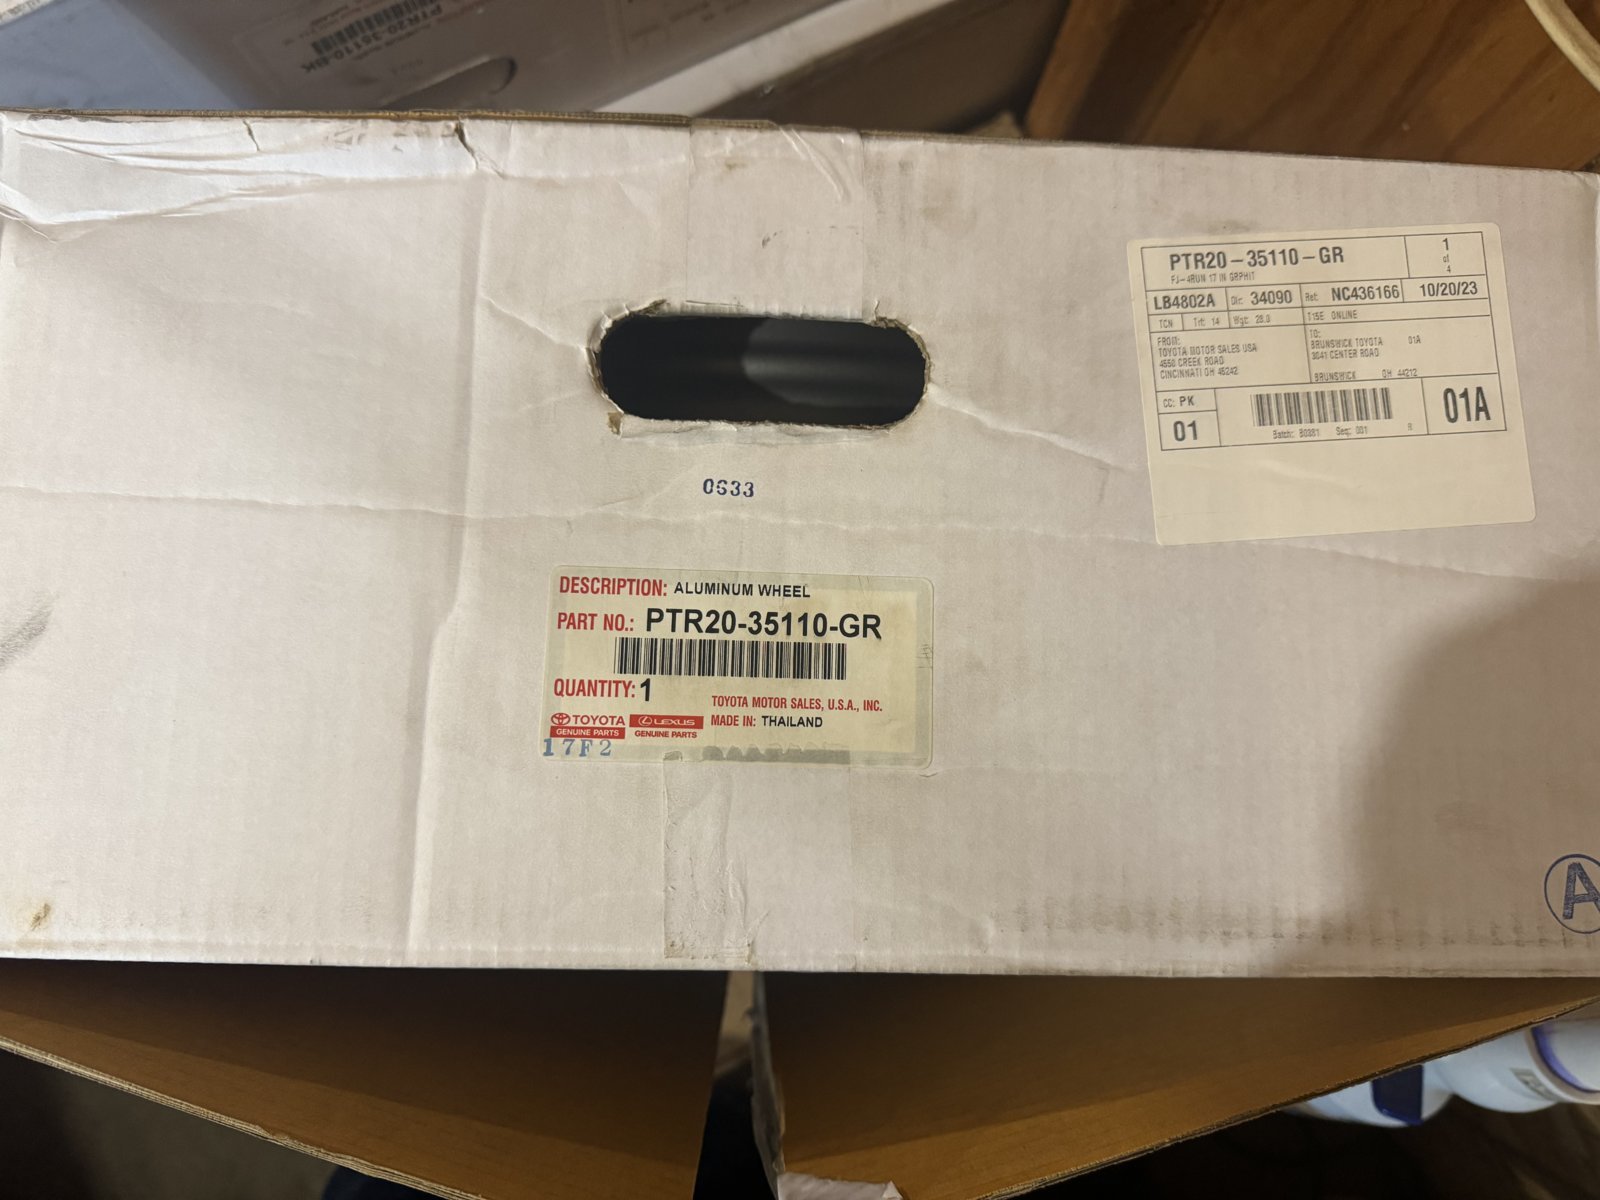 PTR20-35110-BK
PTR20-35110-GR
FJ-4RUN 17 IN GRPHIT
1
of
4
LB4802A Dlr: 34090 Ref: NC436166 10/20/23
TCN Trt: 14 Wgt: 28.0 T15E ONLINE
FROM:
TOYOTA MOTOR SALES USA
4550 CREEK ROAD
CINCINNATI OH 45242
TO:
BRUNSWICK TOYOTA 01A
3041 CENTER ROAD
BRUNSWICK OH 44212
CC: PK
01
Batch: B0381 Seq: 001 R
01A
0633
DESCRIPTION: ALUMINUM WHEEL
PART NO.: PTR20-35110-GR
QUANTITY: 1
TOYOTA MOTOR SALES, U.S.A., INC.
TOYOTA
GENUINE PARTS
LEXUS
GENUINE PARTS
MADE IN: THAILAND
17F2
A